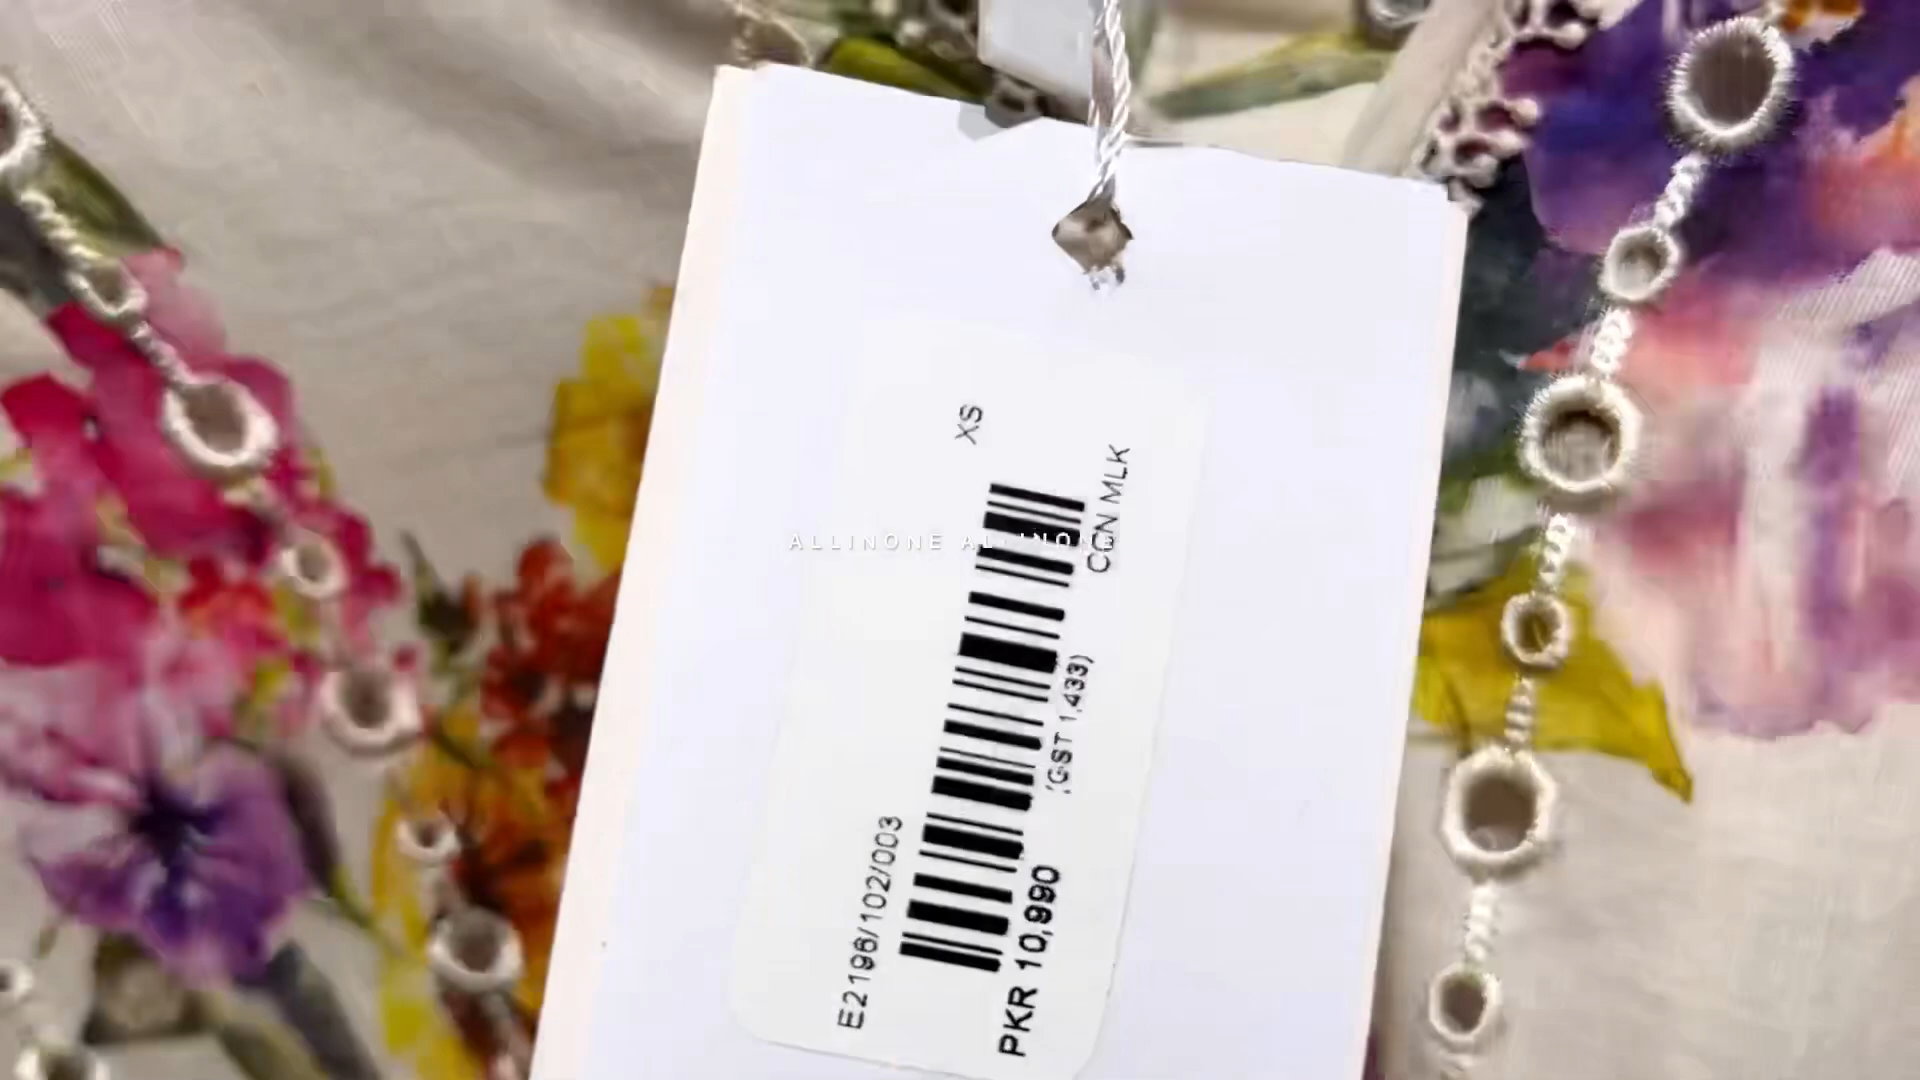 E2196/102/003
XS
PKR 10,990
(GST 1,433)
CCN MLK
ALLINONE ALLINONE